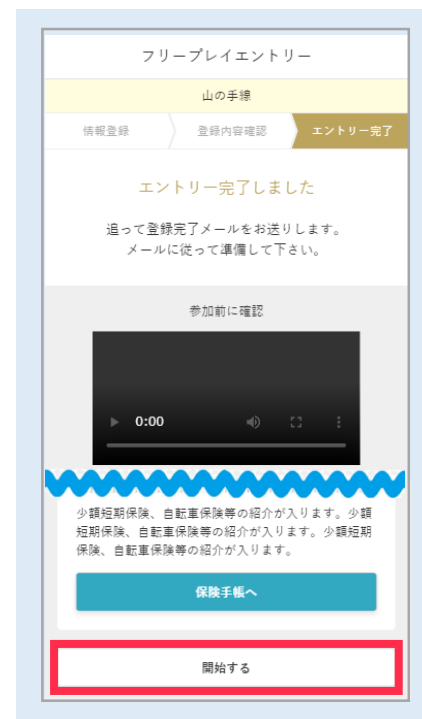 フリープレイエントリー
山の手線
情報登録
登録内容確認
エントリー完了
エントリー完了しました
追って登録完了メールをお送りします。
メールに従って準備して下さい。
参加前に確認
0:00
少額短期保険、自転車保険等の紹介が入ります。少額
短期保険、自転車保険等の紹介が入ります。少額短期
保険、自転車保険等の紹介が入ります。
保険手帳へ
開始する